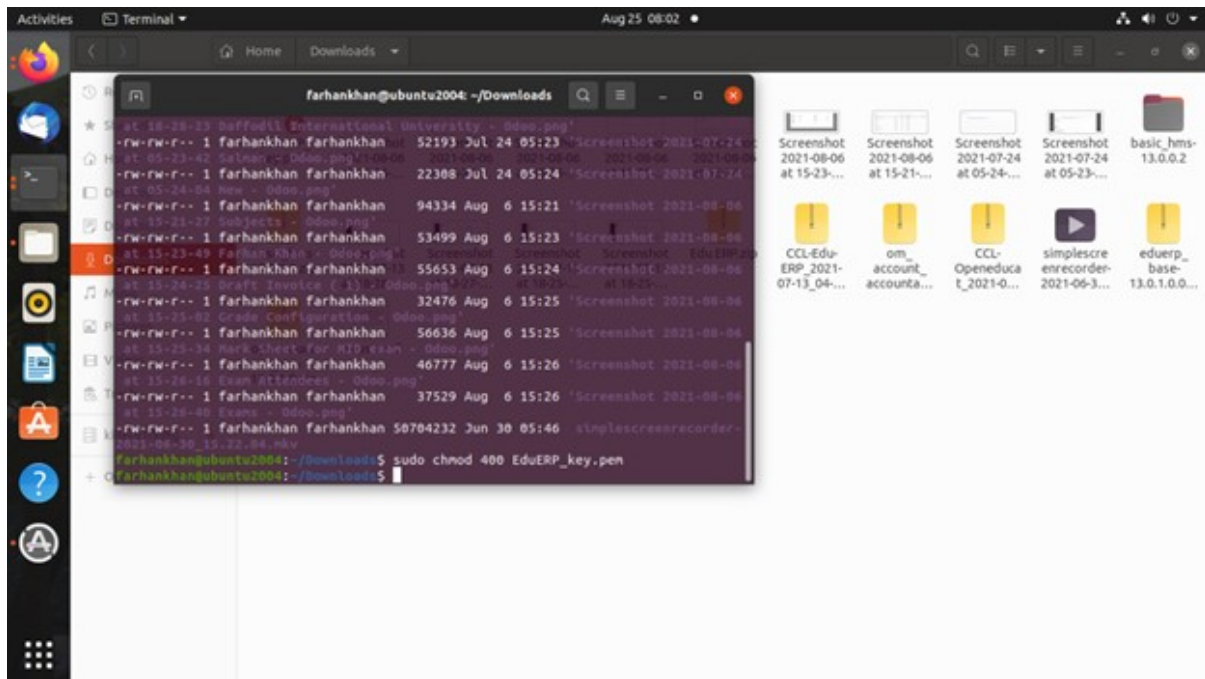 Activities Terminal Aug 25 08:02
Home Downloads
farhankhan@ubuntu2004: ~/Downloads
at 18-28-23 Daffodil International University - Odoo.png'
-rw-rw-r-- 1 farhankhan farhankhan 52193 Jul 24 05:23 'Screenshot 2021-07-24
at 05-23-42 Salman - Odoo.png'
-rw-rw-r-- 1 farhankhan farhankhan 22308 Jul 24 05:24 'Screenshot 2021-07-24
at 05-24-04 New - Odoo.png'
-rw-rw-r-- 1 farhankhan farhankhan 94334 Aug 6 15:21 'Screenshot 2021-08-06
at 15-21-27 Subjects - Odoo.png'
-rw-rw-r-- 1 farhankhan farhankhan 53499 Aug 6 15:23 'Screenshot 2021-08-06
at 15-23-49 Farhan Khan - Odoo.png'
-rw-rw-r-- 1 farhankhan farhankhan 55653 Aug 6 15:24 'Screenshot 2021-08-06
at 15-24-25 Draft Invoice
-rw-rw-r-- 1 farhankhan farhankhan 32476 Aug 6 15:25 'Screenshot 2021-08-06
at 15-25-02 Grade Configuration - Odoo.png'
-rw-rw-r-- 1 farhankhan farhankhan 56636 Aug 6 15:25 'Screenshot 2021-08-06
at 15-25-34 Mark Sheet for MID exam - Odoo.png'
-rw-rw-r-- 1 farhankhan farhankhan 46777 Aug 6 15:26 'Screenshot 2021-08-06
at 15-26-16 Exam Attendees - Odoo.png'
-rw-rw-r-- 1 farhankhan farhankhan 37529 Aug 6 15:26 'Screenshot 2021-08-06
at 15-26-40 Exams - Odoo.png'
-rw-rw-r-- 1 farhankhan farhankhan 50704232 Jun 30 05:46 simplescreenrecorder-
2021-06-30_15.22.04.mkv
farhankhan@ubuntu2004:~/Downloads$ sudo chmod 400 EduERP_key.pem
farhankhan@ubuntu2004:~/Downloads$
Screenshot 2021-08-06 at 15-23-...
Screenshot 2021-08-06 at 15-21-...
Screenshot 2021-07-24 at 05-24-...
Screenshot 2021-07-24 at 05-23-...
basic_hms-13.0.0.2
CCL-Edu-ERP_2021-07-13_04-...
om_account_accounta...
CCL-Openeducat_2021-0...
simplescreenrecorder-2021-06-3...
eduerp_base-13.0.1.0.0...